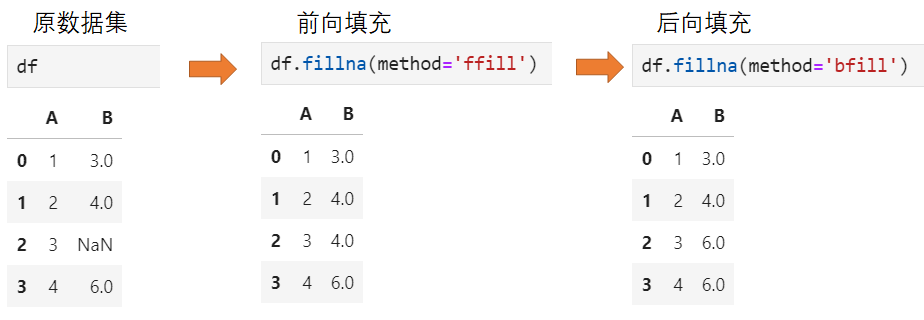 原数据集 前向填充 后向填充
df df.fillna(method='ffill') df.fillna(method='bfill')
A B A B A B
0 1 3.0 0 1 3.0 0 1 3.0
1 2 4.0 1 2 4.0 1 2 4.0
2 3 NaN 2 3 4.0 2 3 6.0
3 4 6.0 3 4 6.0 3 4 6.0